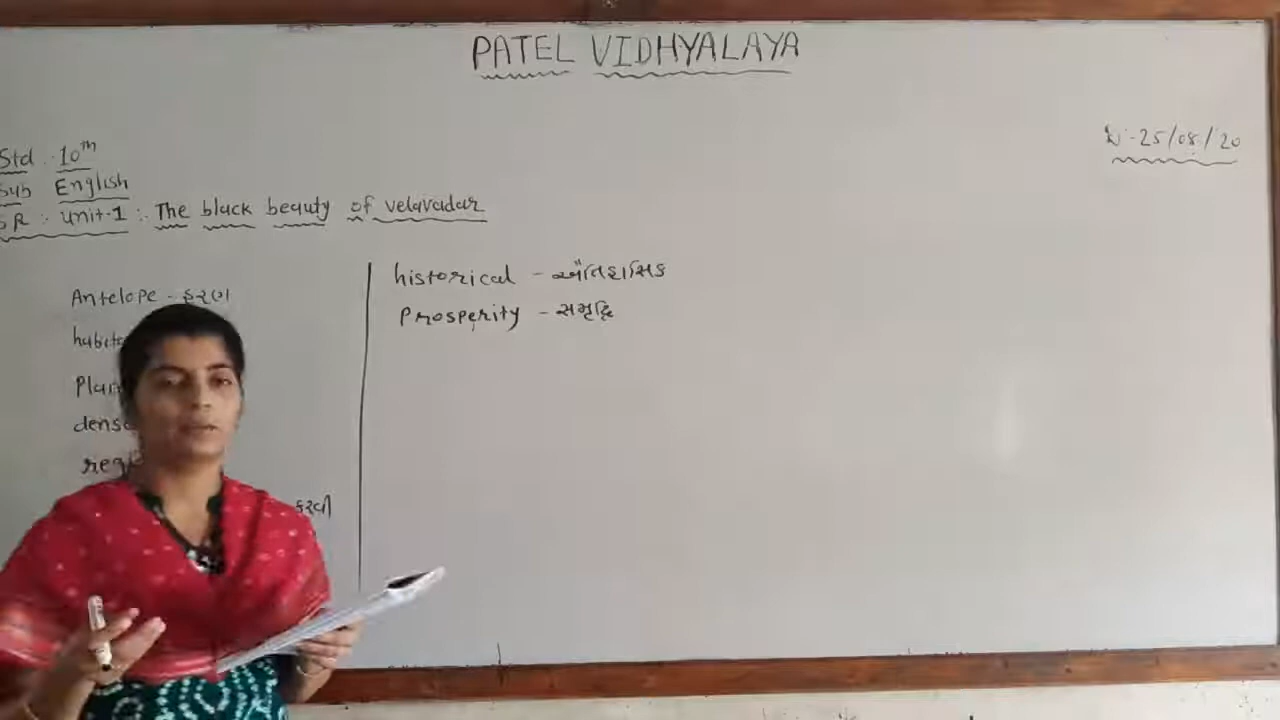 PATEL VIDHYALAYA
25/08/20
Std : 10th
Sub English
SR : unit-1 : The black beauty of velavadar
Antelope - હરણ
historical - ઐતિહાસિક
Prosperity - સમૃદ્ધિ
કરવી